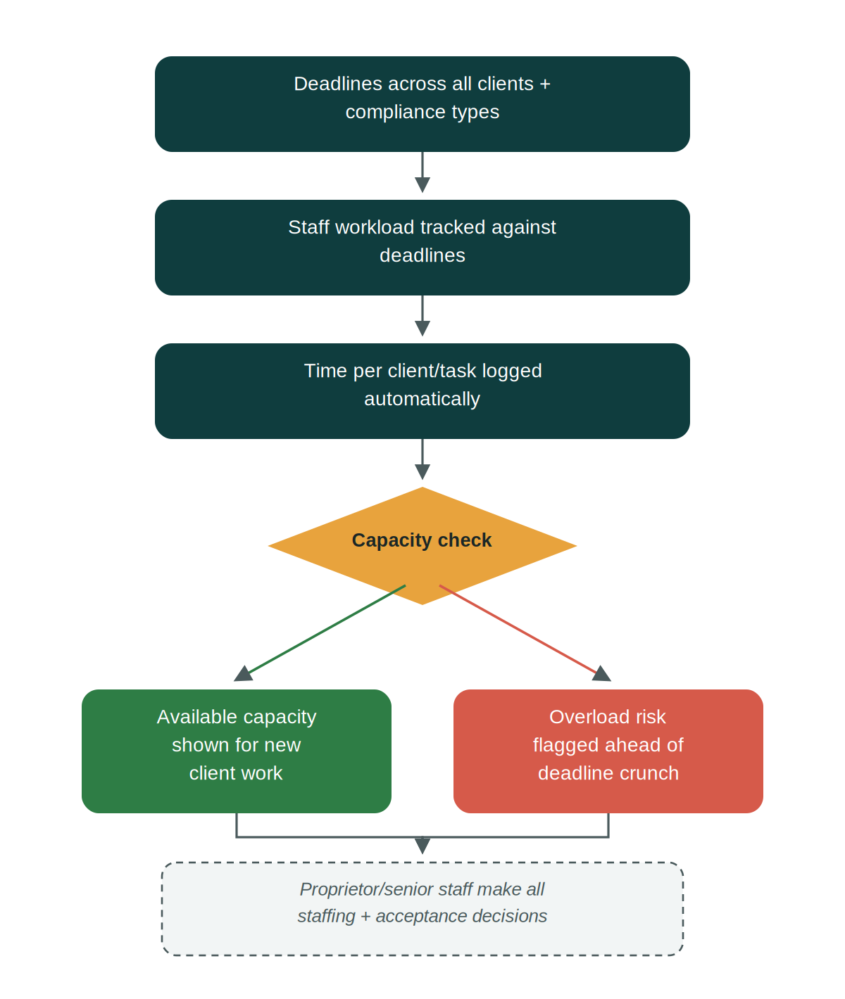 Deadlines across all clients +
compliance types
Staff workload tracked against
deadlines
Time per client/task logged
automatically
Capacity check
Available capacity
shown for new
client work
Overload risk
flagged ahead of
deadline crunch
Proprietor/senior staff make all
staffing + acceptance decisions